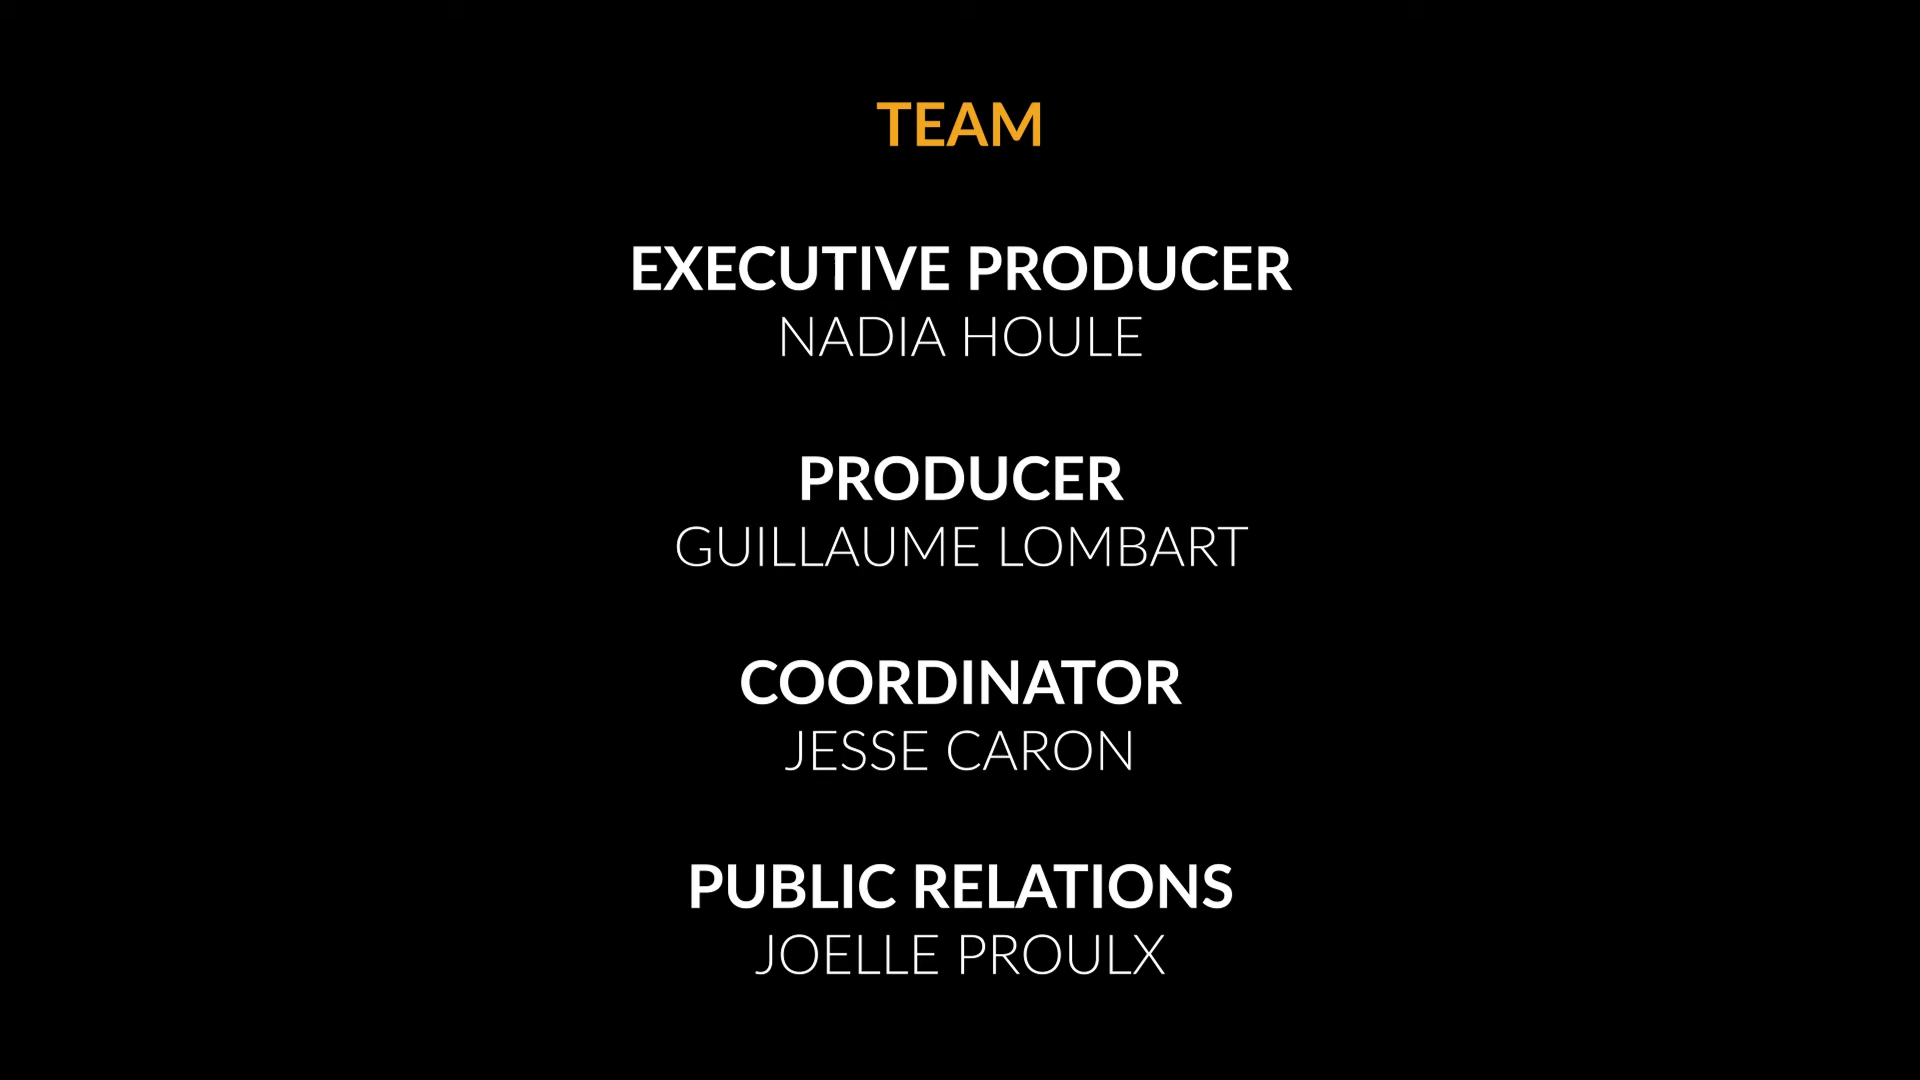 TEAM
EXECUTIVE PRODUCER
NADIA HOULE
PRODUCER
GUILLAUME LOMBART
COORDINATOR
JESSE CARON
PUBLIC RELATIONS
JOELLE PROULX